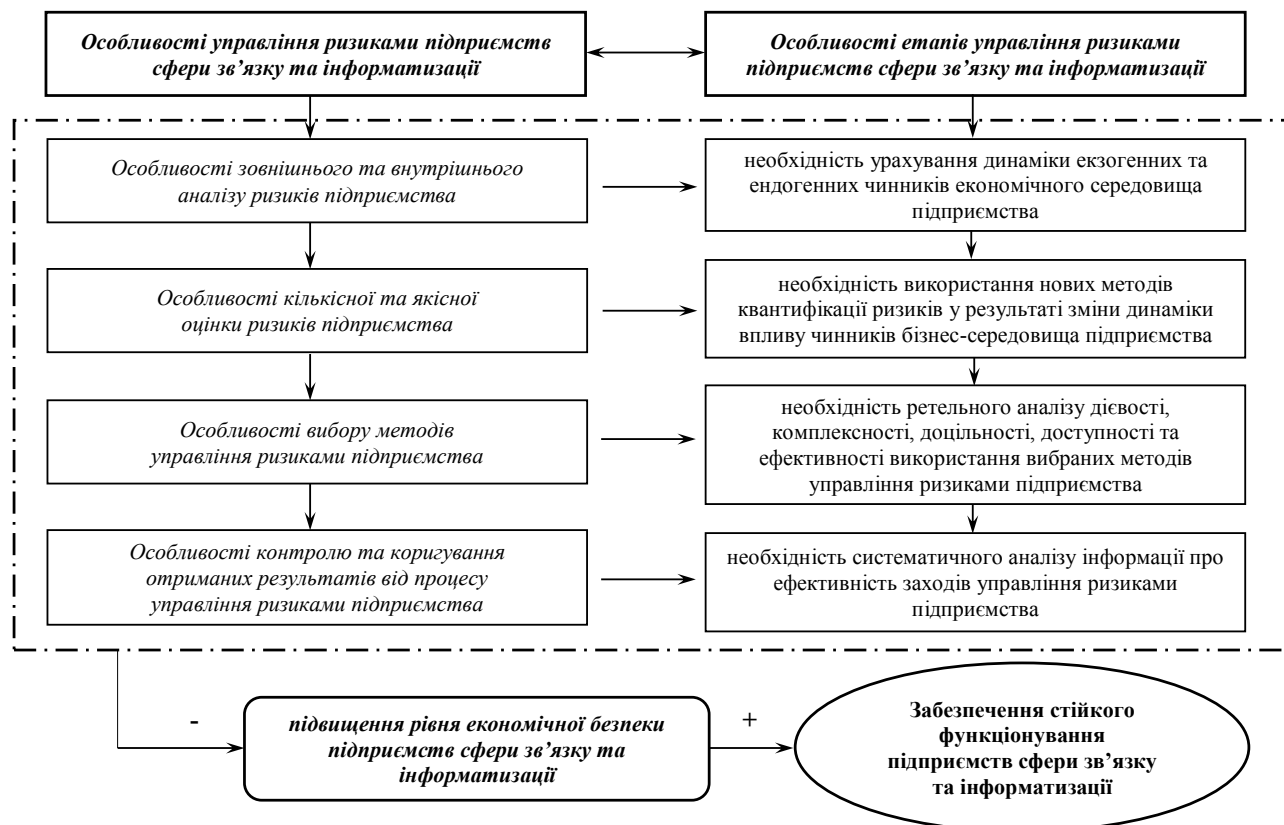 Особливості управління ризиками підприємств
сфери зв’язку та інформатизації
Особливості етапів управління ризиками
підприємств сфери зв’язку та інформатизації
Особливості зовнішнього та внутрішнього
аналізу ризиків підприємства
необхідність урахування динаміки екзогенних та
ендогенних чинників економічного середовища
підприємства
Особливості кількісної та якісної
оцінки ризиків підприємства
необхідність використання нових методів
квантифікації ризиків у результаті зміни динаміки
впливу чинників бізнес-середовища підприємства
Особливості вибору методів
управління ризиками підприємства
необхідність ретельного аналізу дієвості,
комплексності, доцільності, доступності та
ефективності використання вибраних методів
управління ризиками підприємства
Особливості контролю та коригування
отриманих результатів від процесу
управління ризиками підприємства
необхідність систематичного аналізу інформації про
ефективність заходів управління ризиками
підприємства
-
підвищення рівня економічної безпеки
підприємств сфери зв’язку та
інформатизації
+
Забезпечення стійкого
функціонування
підприємств сфери зв’язку
та інформатизації